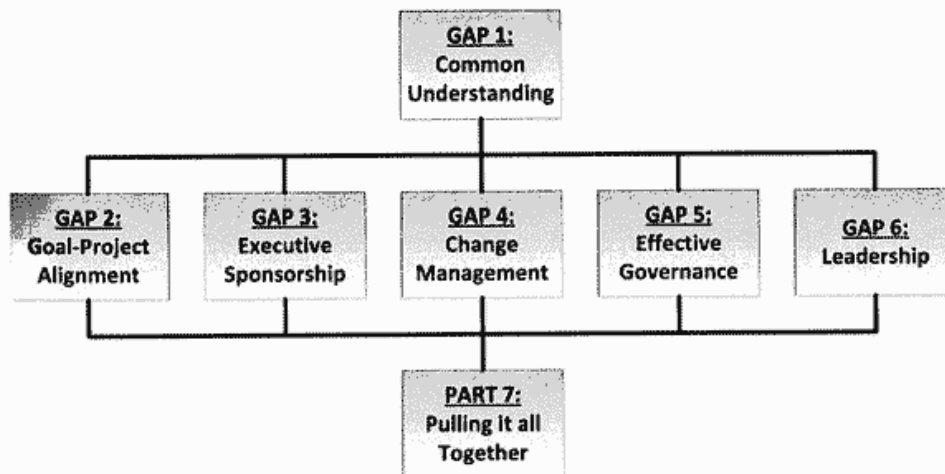 GAP 1:
Common
Understanding
GAP 2:
Goal-Project
Alignment
GAP 3:
Executive
Sponsorship
GAP 4:
Change
Management
GAP 5:
Effective
Governance
GAP 6:
Leadership
PART 7:
Pulling it all
Together